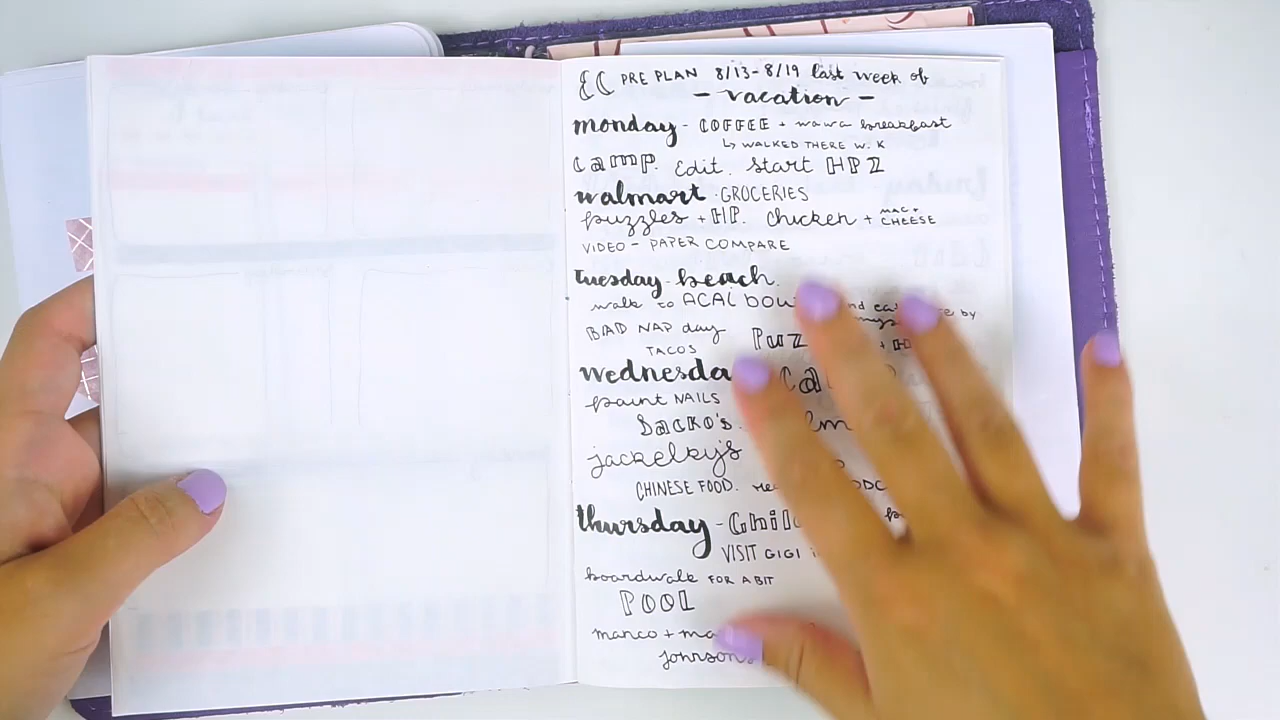 EC PRE PLAN 8/13-8/19 last week of
- vacation -
monday - COFFEE + wawa breakfast
↳ WALKED THERE W. K
camp. Edit. Start HP2
walmart · GROCERIES
puzzles + HP. chicken + MAC + CHEESE
VIDEO - PAPER COMPARE
tuesday - beach.
walk to ACAI bow and by
BAD NAP day
TACOS
wednesda
paint NAILS
Sacko's.
jackelky's
CHINESE FOOD.
thursday -
VISIT GIGI
boardwalk FOR A BIT
POOL
manco + ma
johnson's